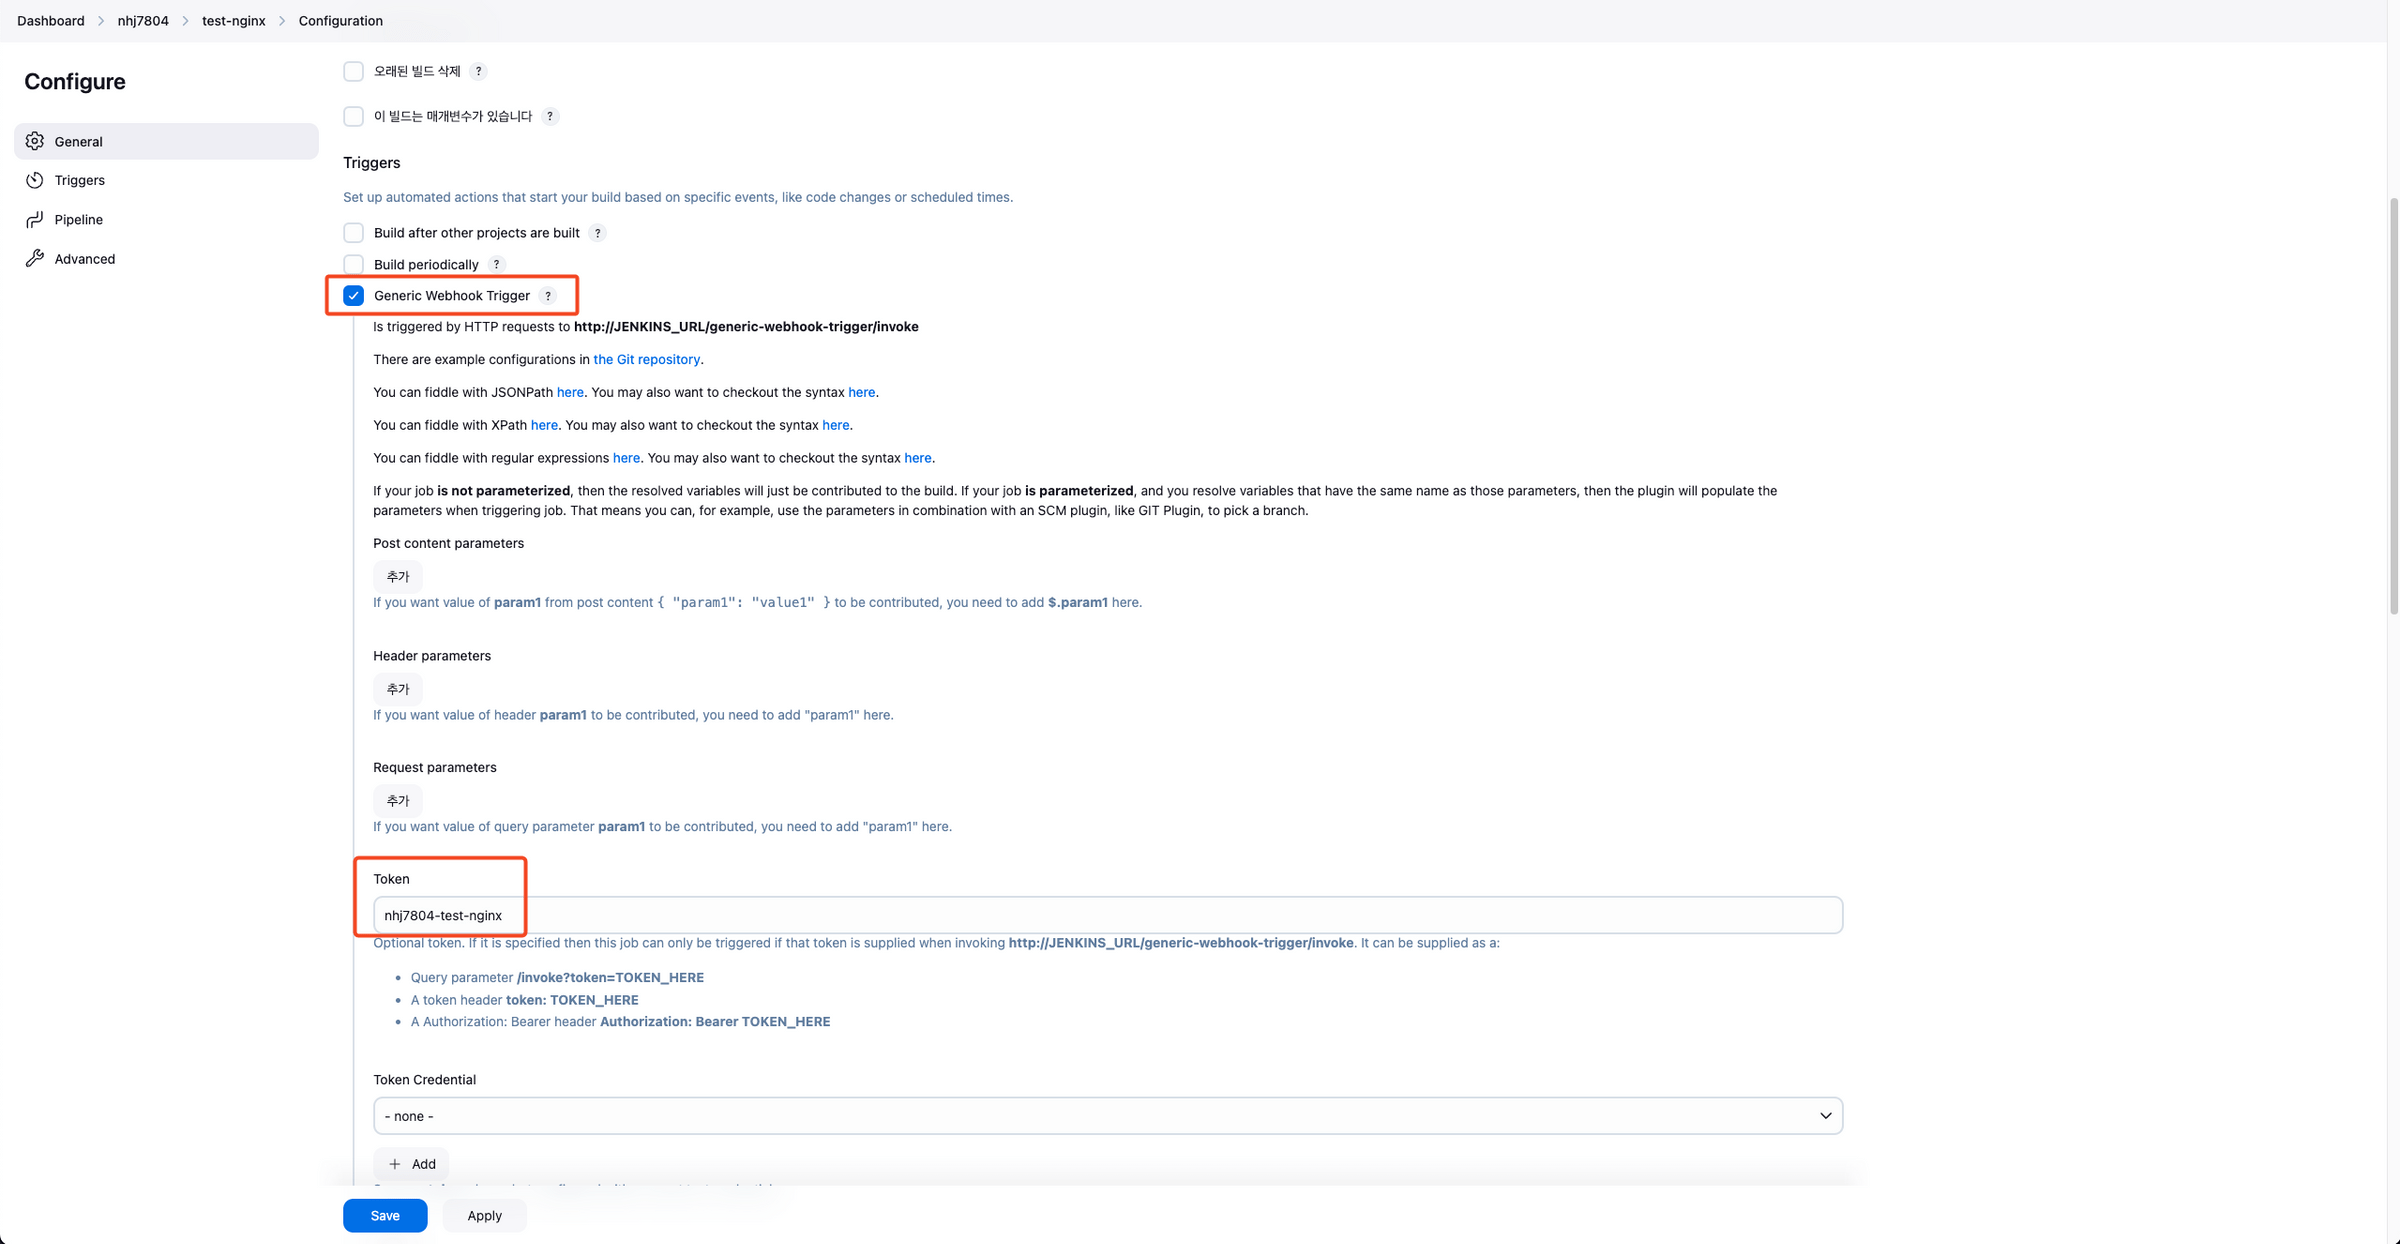 Dashboard > nhj7804 > test-nginx > Configuration
Configure
General
Triggers
Pipeline
Advanced
오래된 빌드 삭제 ?
이 빌드는 매개변수가 있습니다 ?
Triggers
Set up automated actions that start your build based on specific events, like code changes or scheduled times.
Build after other projects are built ?
Build periodically ?
Generic Webhook Trigger ?
Is triggered by HTTP requests to http://JENKINS_URL/generic-webhook-trigger/invoke
There are example configurations in the Git repository.
You can fiddle with JSONPath here. You may also want to checkout the syntax here.
You can fiddle with XPath here. You may also want to checkout the syntax here.
You can fiddle with regular expressions here. You may also want to checkout the syntax here.
If your job is not parameterized, then the resolved variables will just be contributed to the build. If your job is parameterized, and you resolve variables that have the same name as those parameters, then the plugin will populate the
parameters when triggering job. That means you can, for example, use the parameters in combination with an SCM plugin, like GIT Plugin, to pick a branch.
Post content parameters
추가
If you want value of param1 from post content { "param1": "value1" } to be contributed, you need to add $.param1 here.
Header parameters
추가
If you want value of header param1 to be contributed, you need to add "param1" here.
Request parameters
추가
If you want value of query parameter param1 to be contributed, you need to add "param1" here.
Token
nhj7804-test-nginx
Optional token. If it is specified then this job can only be triggered if that token is supplied when invoking http://JENKINS_URL/generic-webhook-trigger/invoke. It can be supplied as a:
• Query parameter /invoke?token=TOKEN_HERE
• A token header token: TOKEN_HERE
• A Authorization: Bearer header Authorization: Bearer TOKEN_HERE
Token Credential
- none -
+ Add
Save
Apply